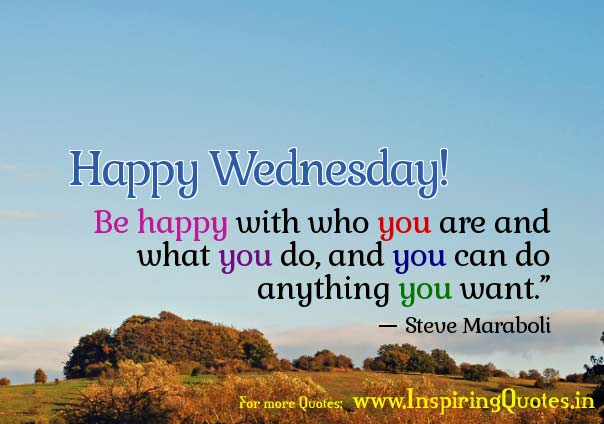 Happy Wednesday!
Be happy with who you are and
what you do, and you can do
anything you want.”
— Steve Maraboli
For more Quotes; www.InspiringQuotes.in